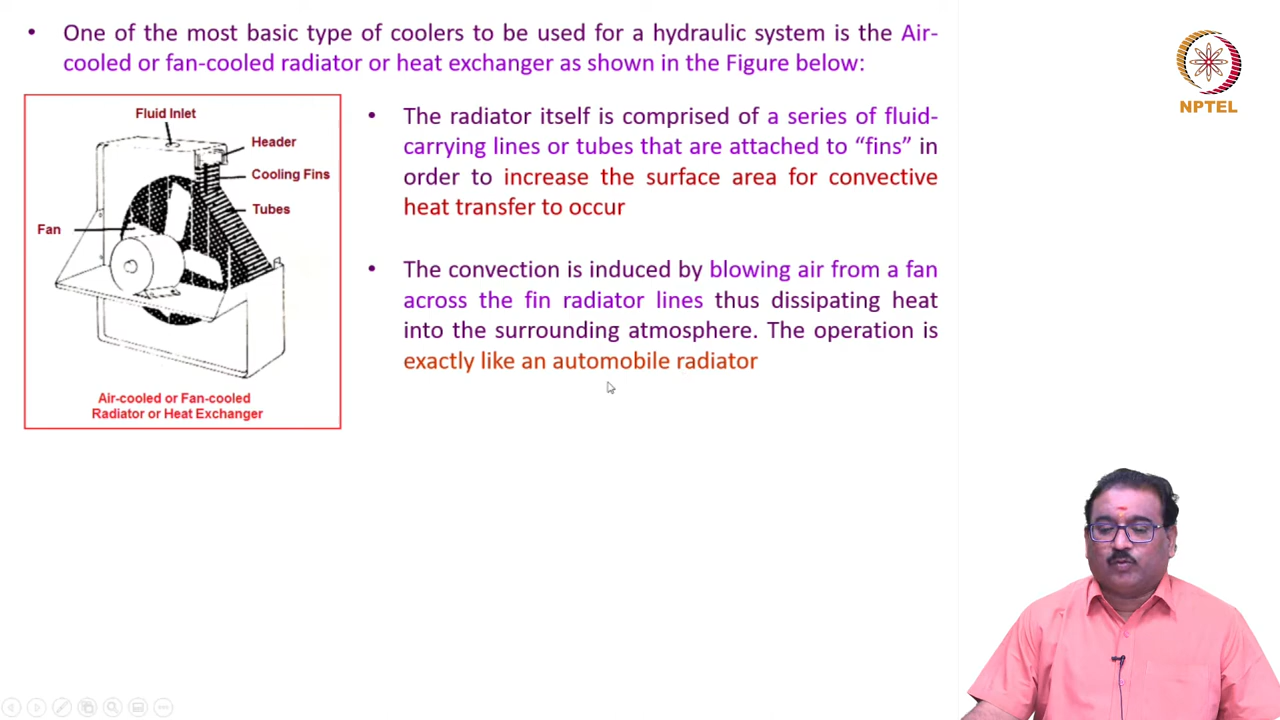 • One of the most basic type of coolers to be used for a hydraulic system is the Air-
cooled or fan-cooled radiator or heat exchanger as shown in the Figure below:
NPTEL
Fluid Inlet
Header
Cooling Fins
Tubes
Fan
Air-cooled or Fan-cooled
Radiator or Heat Exchanger
• The radiator itself is comprised of a series of fluid-
carrying lines or tubes that are attached to “fins” in
order to increase the surface area for convective
heat transfer to occur
• The convection is induced by blowing air from a fan
across the fin radiator lines thus dissipating heat
into the surrounding atmosphere. The operation is
exactly like an automobile radiator